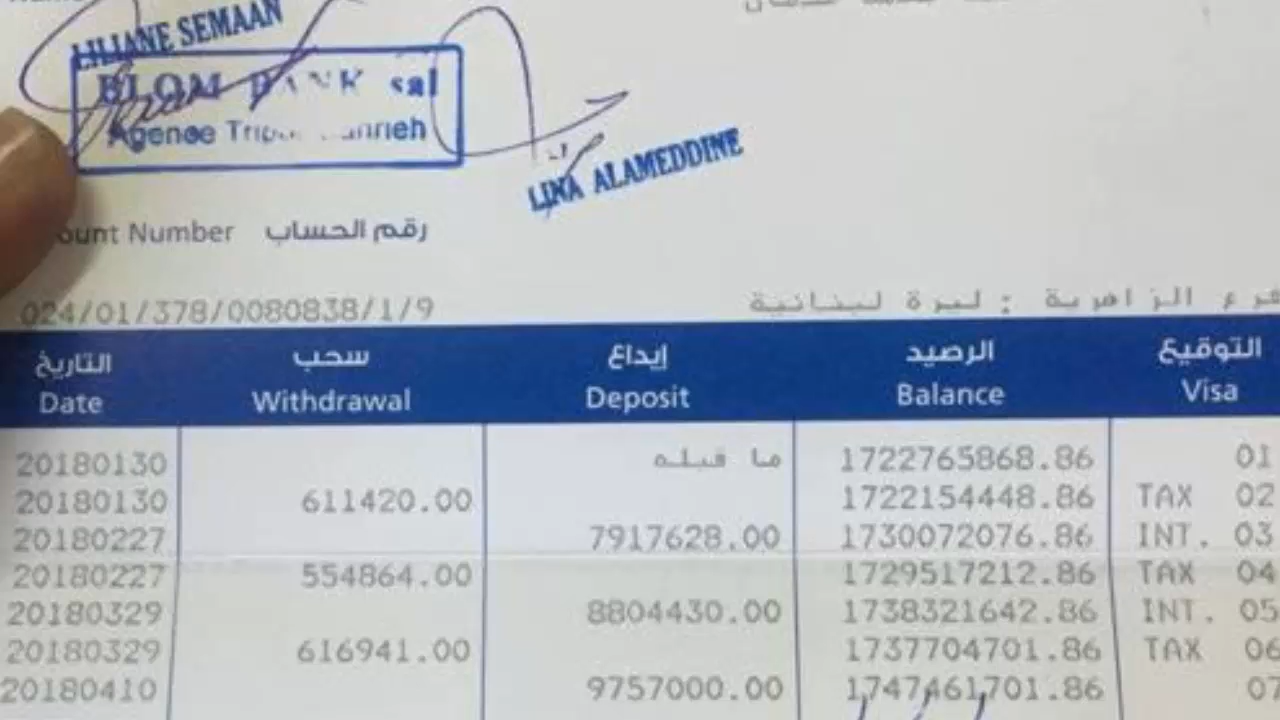 LILIANE SEMAAN
BLOM BANK sal
Agence
LINA ALAMEDDINE
ount Number رقم الحساب
024/01/378/0080838/1/9
فرع الزاهرية : ليرة لبنانية
التاريخ سحب إيداع الرصيد التوقيع
Date Withdrawal Deposit Balance Visa
20180130 ما قبله 1722765868.86 01
20180130 611420.00 1722154448.86 TAX 02
20180227 7917628.00 1730072076.86 INT. 03
20180227 554864.00 1729517212.86 TAX 04
20180329 8804430.00 1738321642.86 INT. 05
20180329 616941.00 1737704701.86 TAX 06
20180410 9757000.00 1747461701.86 07